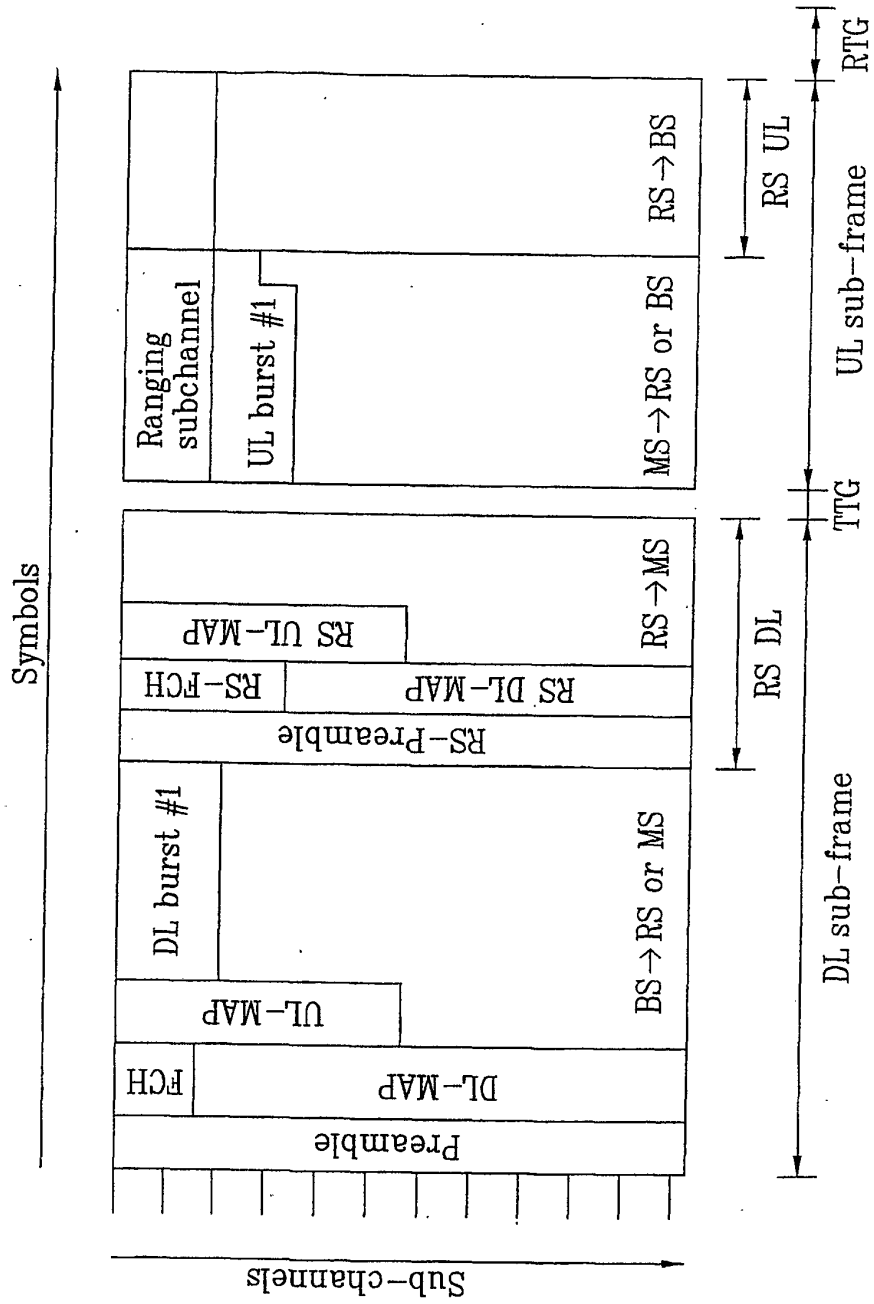 Symbols
Sub-channels
Preamble
FCH
DL-MAP
UL-MAP
DL burst #1
BS→RS or MS
RS-Preamble
RS-FCH
RS DL-MAP
RS UL-MAP
RS→MS
Ranging
subchannel
UL burst #1
MS→RS or BS
RS→BS
RS DL
RS UL
DL sub-frame
TTG
UL sub-frame
RTG